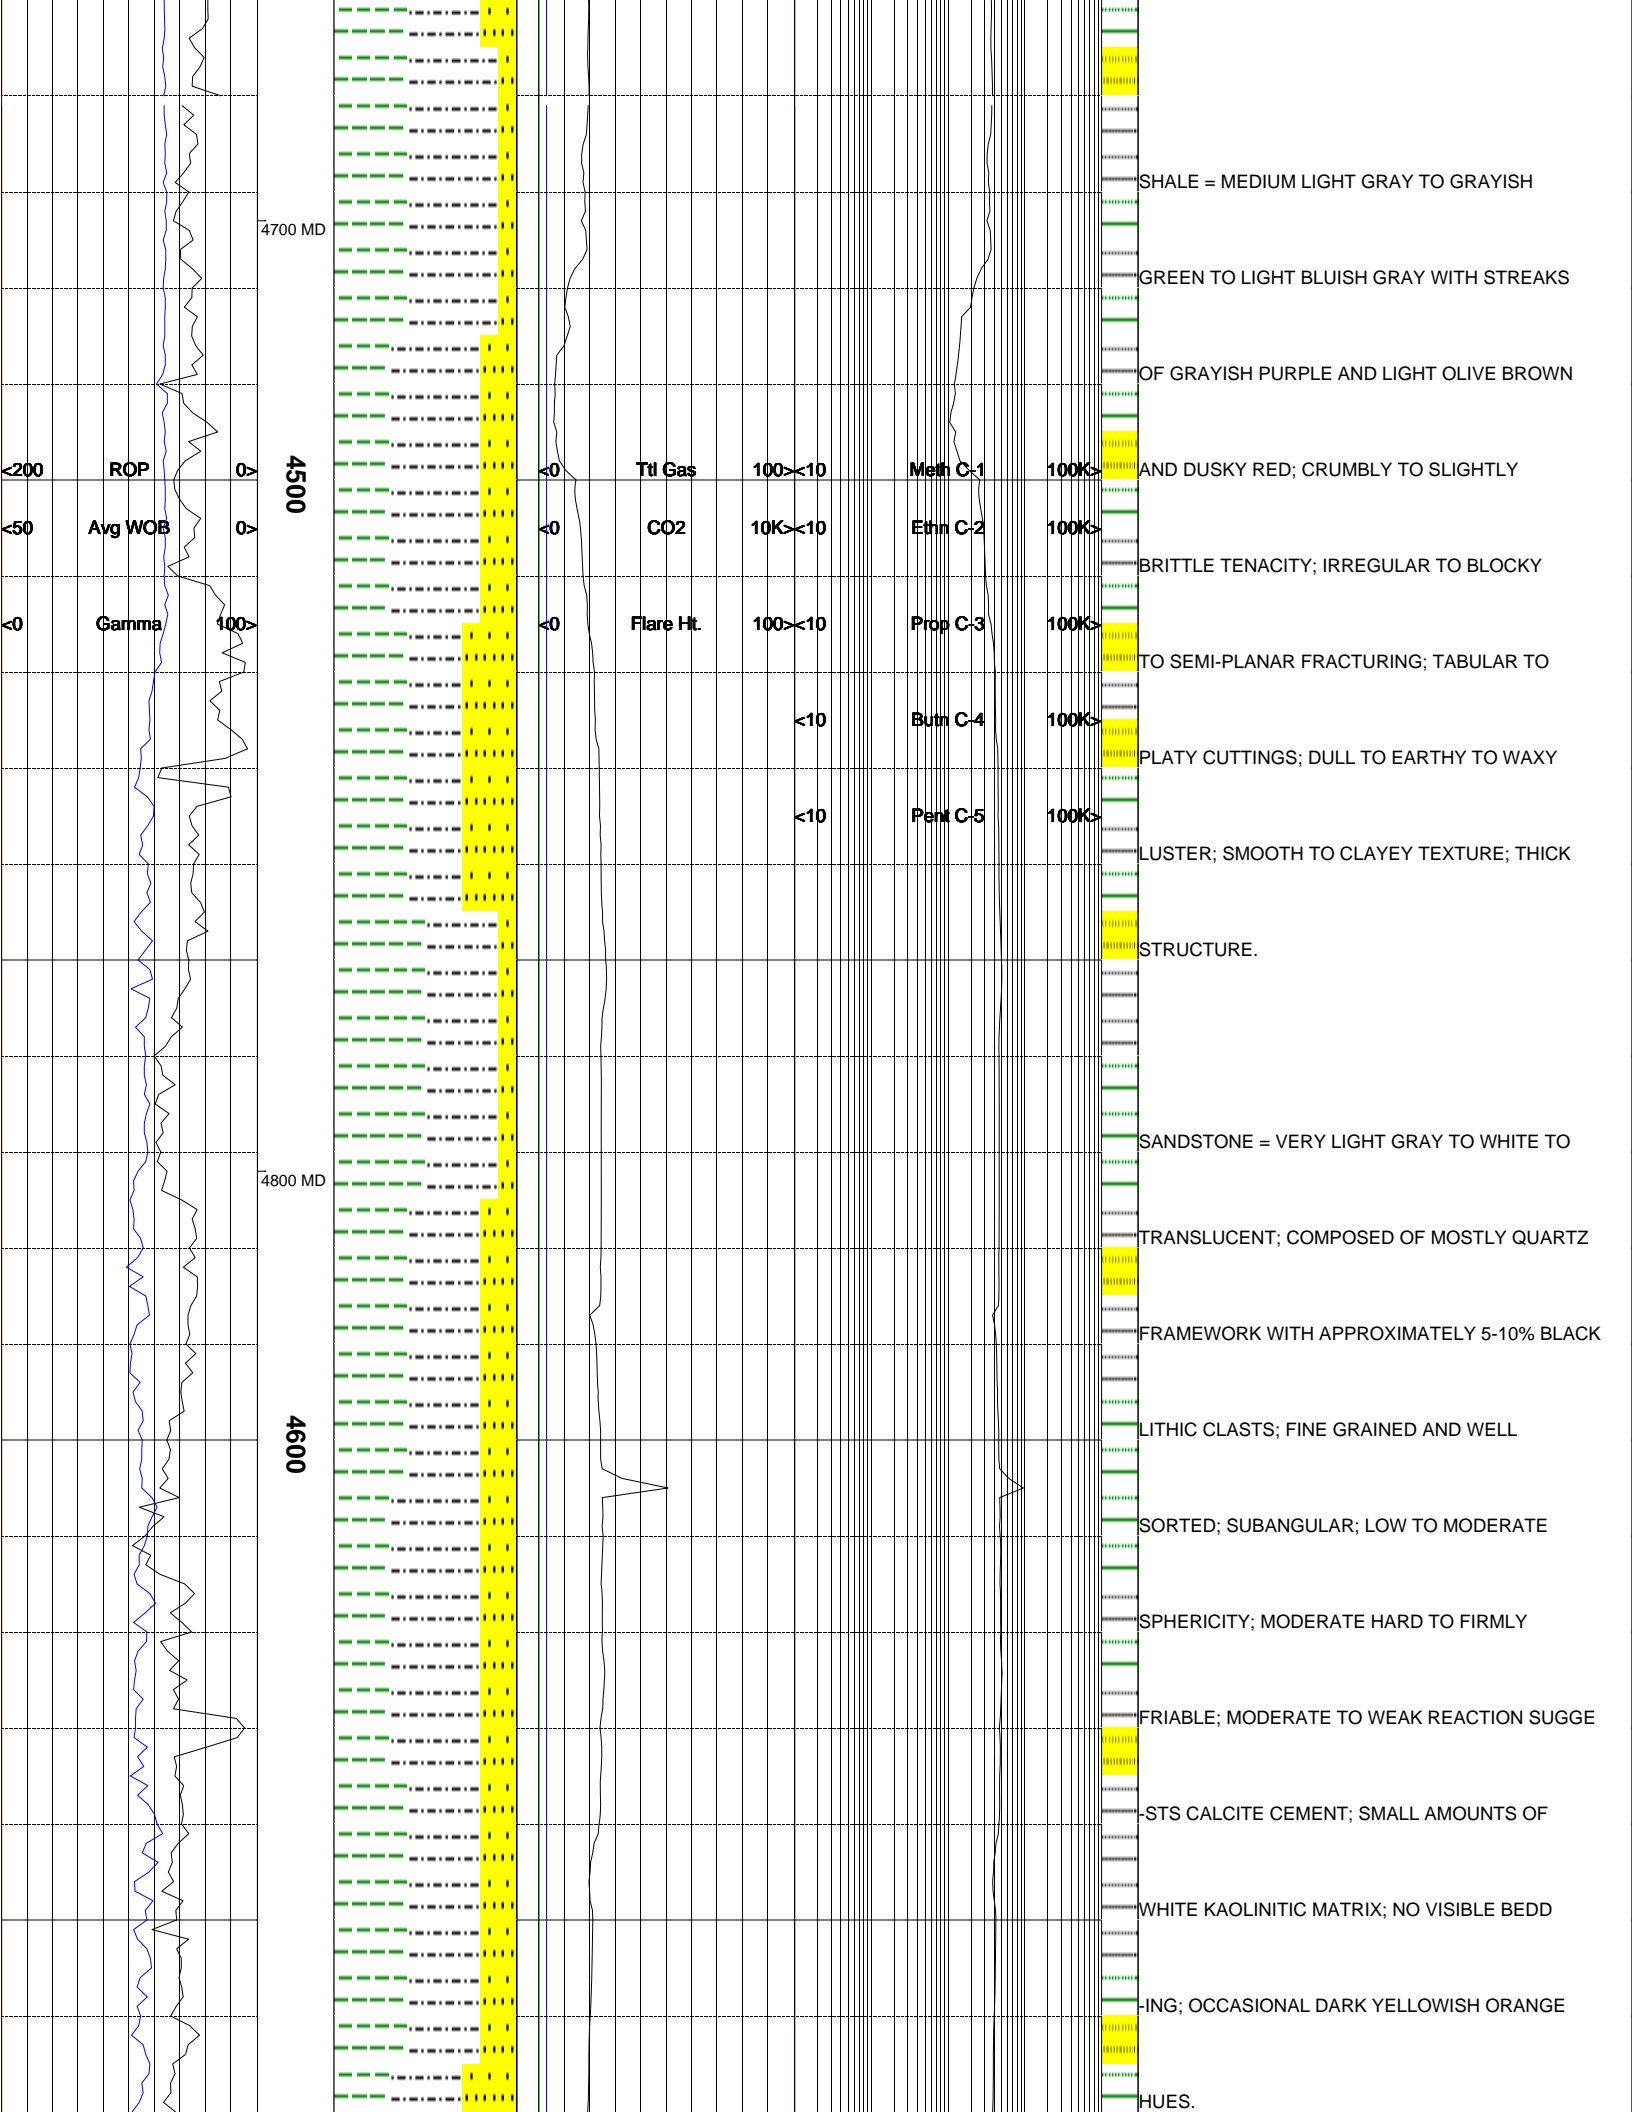 SHALE = MEDIUM LIGHT GRAY TO GRAYISH
4700 MD
GREEN TO LIGHT BLUISH GRAY WITH STREAKS
OF GRAYISH PURPLE AND LIGHT OLIVE BROWN
<200 ROP 0> 4500 <0 Ttl Gas 100><10 Meth C-1 100K> AND DUSKY RED; CRUMBLY TO SLIGHTLY
<50 Avg WOB 0> <0 CO2 10K><10 Ethn C-2 100K>
BRITTLE TENACITY; IRREGULAR TO BLOCKY
<0 Gamma 100> <0 Flare Ht. 100><10 Prop C-3 100K>
TO SEMI-PLANAR FRACTURING; TABULAR TO
<10 Butn C-4 100K>
PLATY CUTTINGS; DULL TO EARTHY TO WAXY
<10 Pent C-5 100K>
LUSTER; SMOOTH TO CLAYEY TEXTURE; THICK
STRUCTURE.
SANDSTONE = VERY LIGHT GRAY TO WHITE TO
4800 MD
TRANSLUCENT; COMPOSED OF MOSTLY QUARTZ
FRAMEWORK WITH APPROXIMATELY 5-10% BLACK
4600 LITHIC CLASTS; FINE GRAINED AND WELL
SORTED; SUBANGULAR; LOW TO MODERATE
SPHERICITY; MODERATE HARD TO FIRMLY
FRIABLE; MODERATE TO WEAK REACTION SUGGE
-STS CALCITE CEMENT; SMALL AMOUNTS OF
WHITE KAOLINITIC MATRIX; NO VISIBLE BEDD
-ING; OCCASIONAL DARK YELLOWISH ORANGE
HUES.